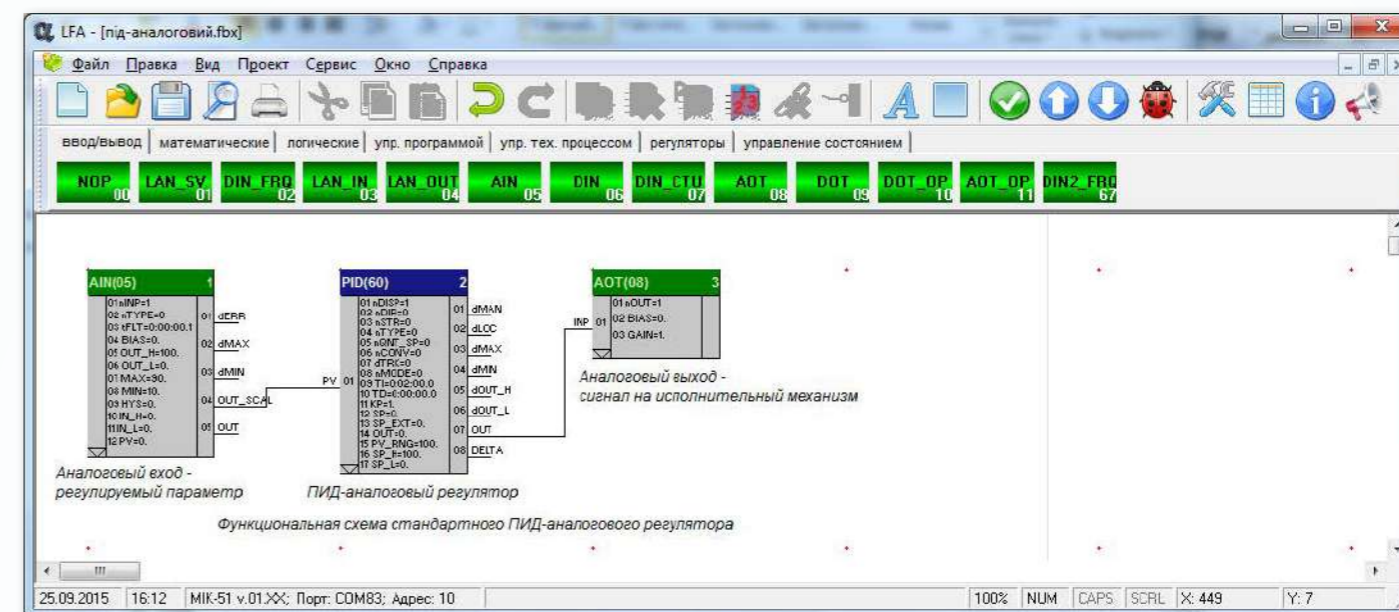 LFA - [під-аналоговий.fbx]
Файл Правка Вид Проект Сервис Окно Справка
ввод/вывод математические логические упр. программой упр. тех. процессом регуляторы управление состоянием
NOP 00 LAN_SV 01 DIN_FRQ 02 LAN_IN 03 LAN_OUT 04 AIN 05 DIN 06 DIN_CTU 07 AOT 08 DOT 09 DOT_OP 10 AOT_OP 11 DIN2_FRQ 67
AIN(05) 1
01 nINP=1
02 nTYPE=0
03 tFLT=0:00:00.1
04 BIAS=0.
05 OUT_H=100.
06 OUT_L=0.
07 MAX=90.
08 MIN=10.
09 HYS=0.
10 IN_H=0.
11 IN_L=0.
12 PV=0.
01 dERR
02 dMAX
03 dMIN
04 OUT_SCAL
05 OUT
Аналоговый вход -
регулируемый параметр
PID(60) 2
PV 01
01 nDISP=1
02 nDIR=0
03 nSTR=0
04 nTYPE=0
05 nQNT_SP=0
06 nCONV=0
07 dTRK=0
08 nMODE=0
09 TI=0:02:00.0
10 TD=0:00:00.0
11 KP=1.
12 SP=0.
13 SP_EXT=0.
14 OUT=0.
15 PV_RNG=100.
16 SP_H=100.
17 SP_L=0.
01 dMAN
02 dLOC
03 dMAX
04 dMIN
05 dOUT_H
06 dOUT_L
07 OUT
08 DELTA
ПИД-аналоговый регулятор
AOT(08) 3
INP 01
01 nOUT=1
02 BIAS=0.
03 GAIN=1.
Аналоговый выход -
сигнал на исполнительный механизм
Функциональная схема стандартного ПИД-аналогового регулятора
25.09.2015 16:12 МІК-51 v.01.XX; Порт: COM83; Адрес: 10 100% NUM CAPS SCRL X: 449 Y: 7